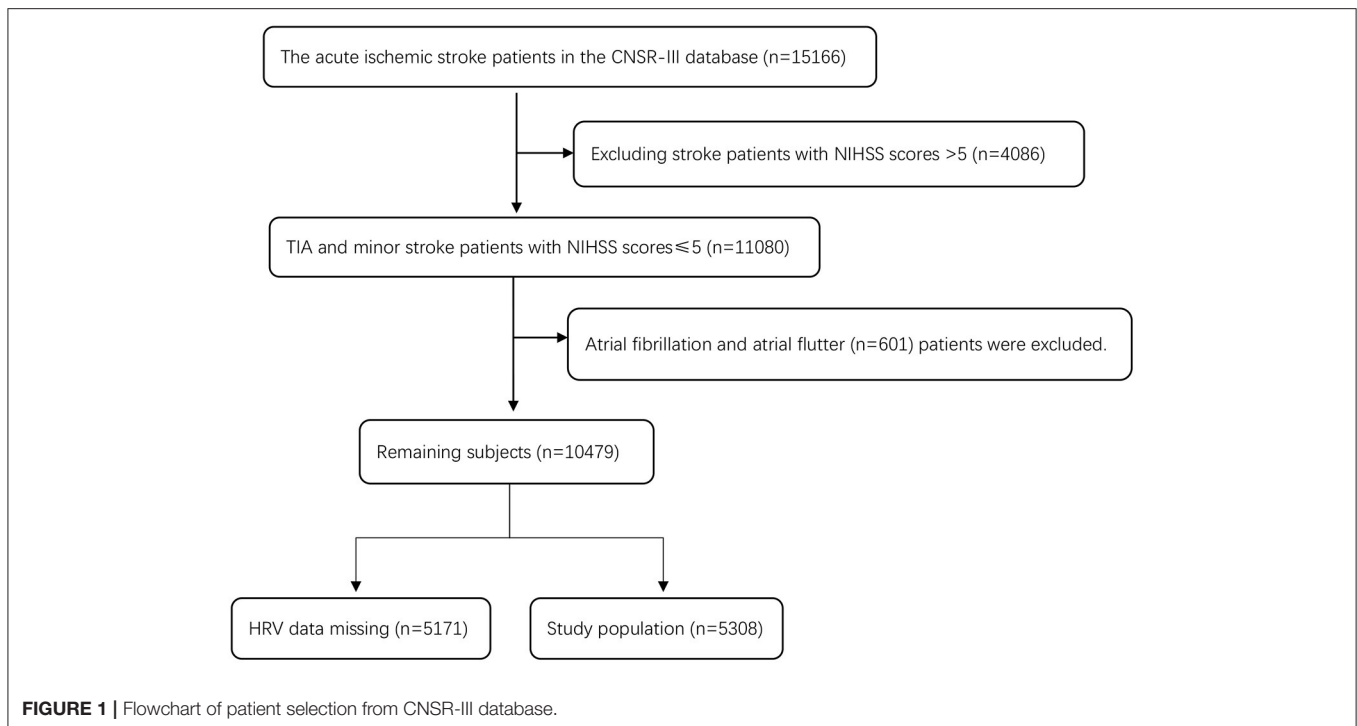 The acute ischemic stroke patients in the CNSR-III database (n=15166)
Excluding stroke patients with NIHSS scores >5 (n=4086)
TIA and minor stroke patients with NIHSS scores≤5 (n=11080)
Atrial fibrillation and atrial flutter (n=601) patients were excluded.
Remaining subjects (n=10479)
HRV data missing (n=5171)
Study population (n=5308)
FIGURE 1 | Flowchart of patient selection from CNSR-III database.